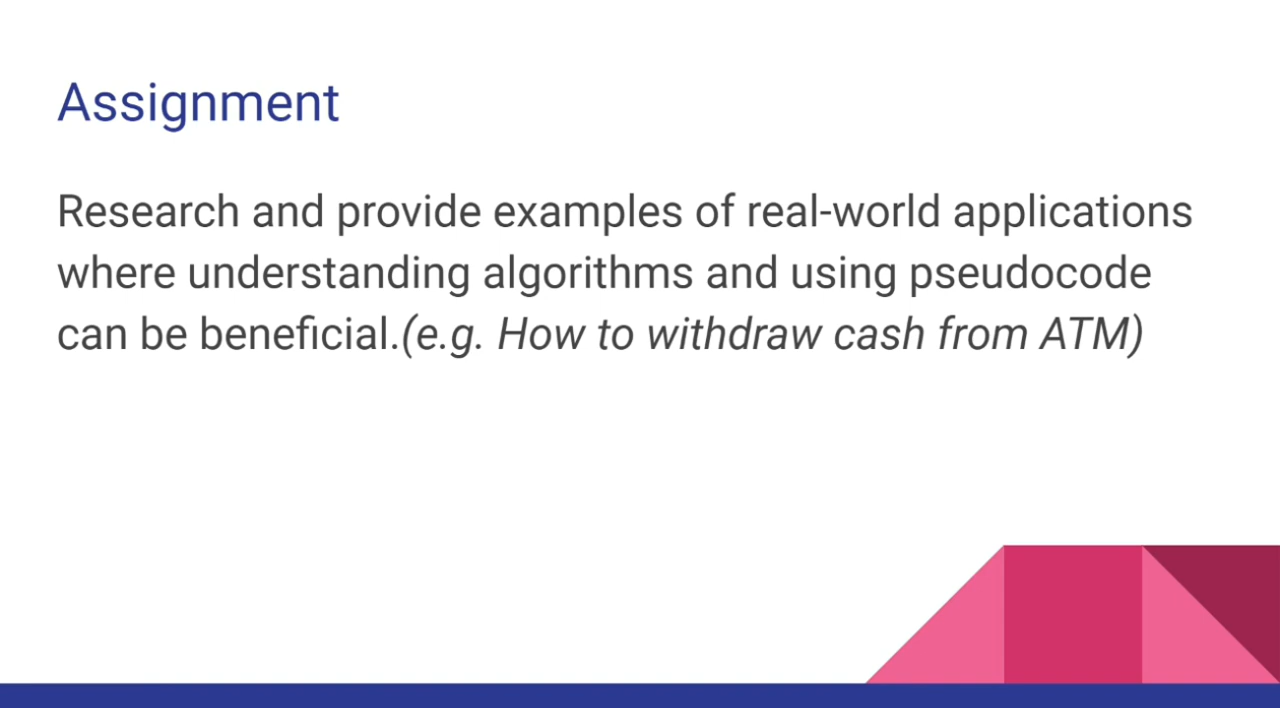 Assignment
Research and provide examples of real-world applications
where understanding algorithms and using pseudocode
can be beneficial.(e.g. How to withdraw cash from ATM)